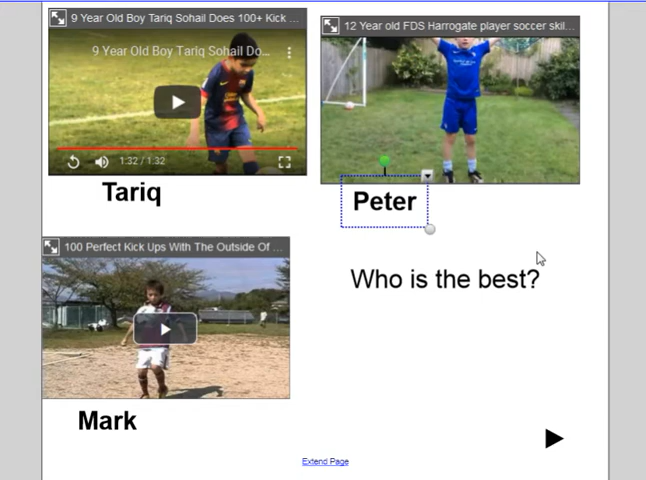 9 Year Old Boy Tariq Sohail Does 100+ Kick ...
9 Year Old Boy Tariq Sohail Do...
1:32 / 1:32
Tariq
12 Year old FDS Harrogate player soccer skil...
Peter
100 Perfect Kick Ups With The Outside Of ...
Who is the best?
Mark
Extend Page